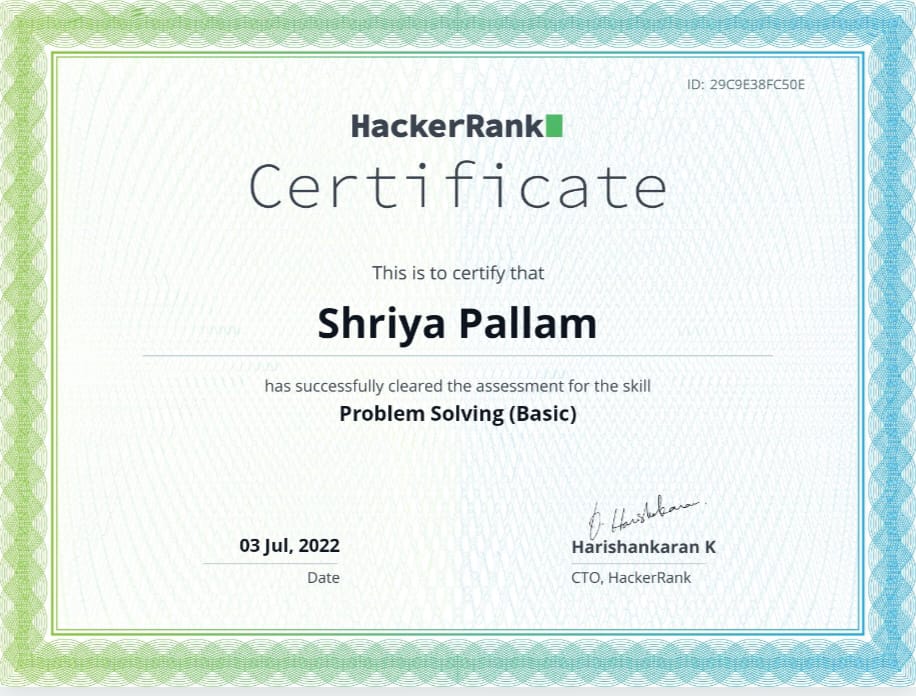 ID: 29C9E38FC50E
HackerRank
Certificate
This is to certify that
Shriya Pallam
has successfully cleared the assessment for the skill
Problem Solving (Basic)
03 Jul, 2022
Date
Harishankaran
Harishankaran K
CTO, HackerRank